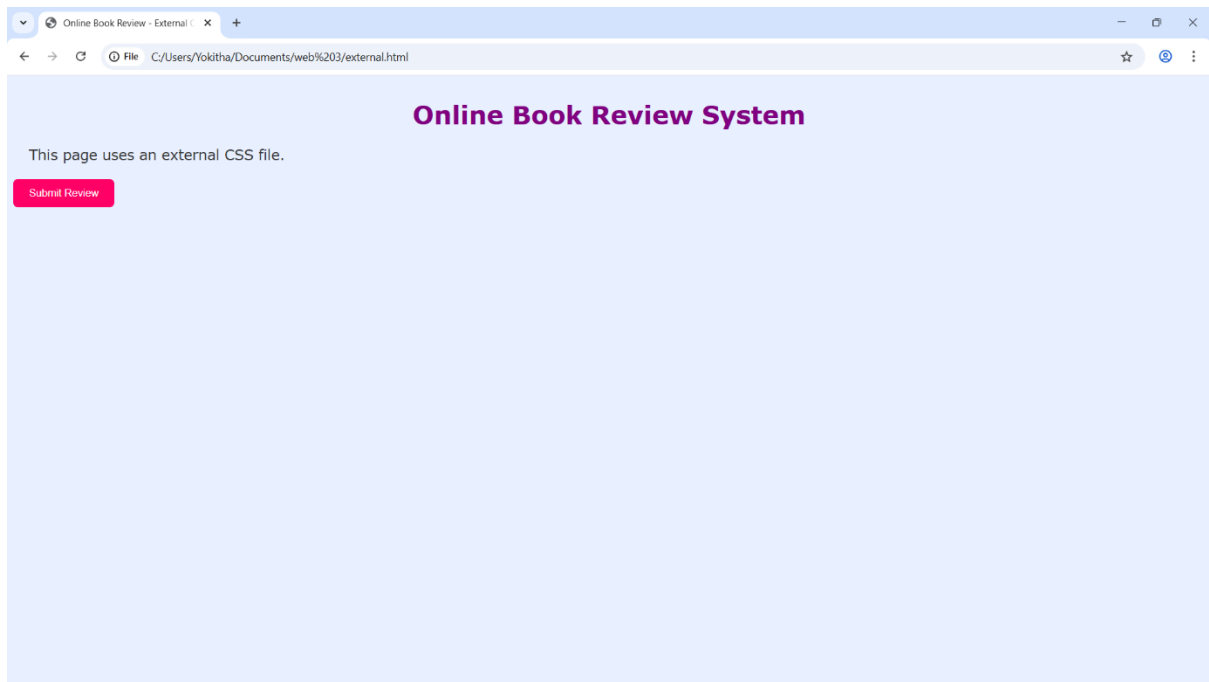 Online Book Review - External C
File C:/Users/Yokitha/Documents/web%203/external.html
Online Book Review System
This page uses an external CSS file.
Submit Review